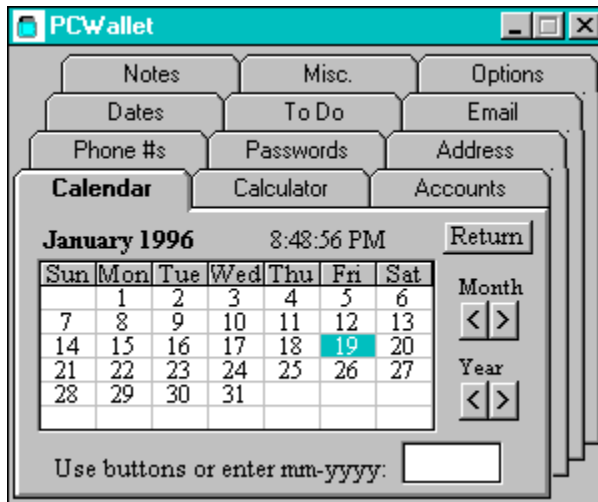 PCWallet
Notes Misc. Options
Dates To Do Email
Phone #s Passwords Address
Calendar Calculator Accounts
January 1996 8:48:56 PM Return
Sun Mon Tue Wed Thu Fri Sat
1 2 3 4 5 6
7 8 9 10 11 12 13
14 15 16 17 18 19 20
21 22 23 24 25 26 27
28 29 30 31
Month
< >
Year
< >
Use buttons or enter mm-yyyy: